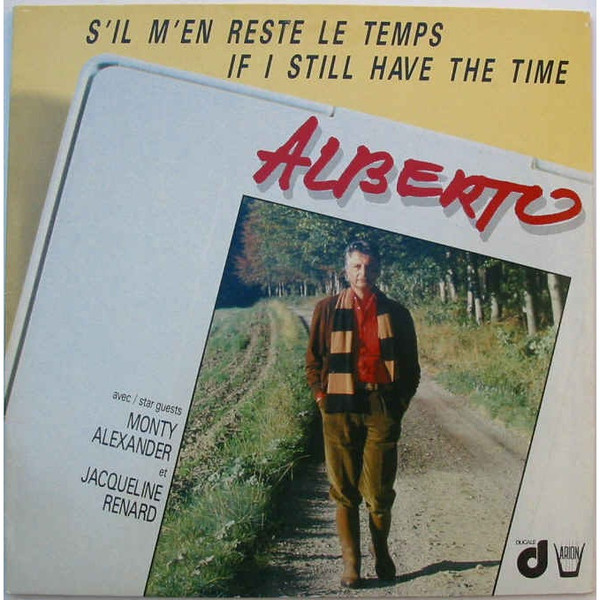 S'IL M'EN RESTE LE TEMPS
IF I STILL HAVE THE TIME
ALBERTO
avec / star guests
MONTY
ALEXANDER
et
JACQUELINE
RENARD
DUCALE
d
ARION